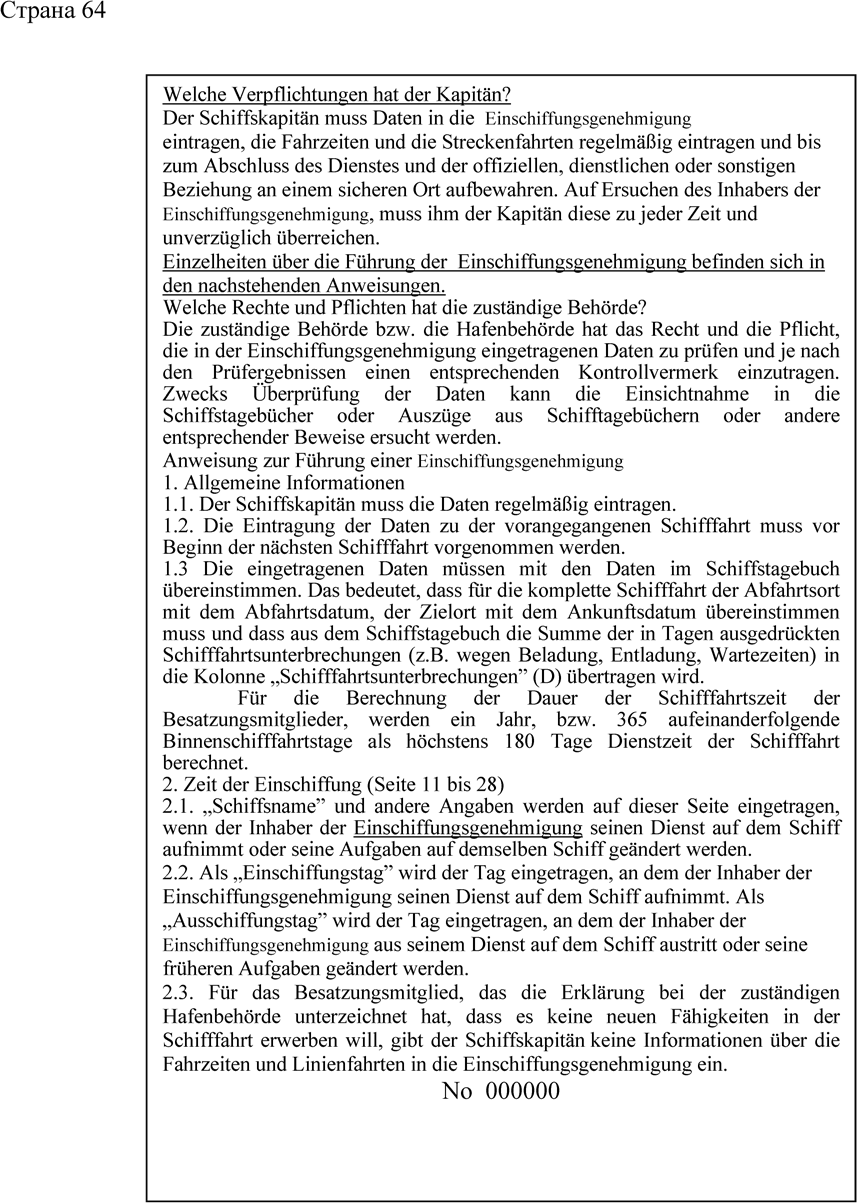 Страна 64
Welche Verpflichtungen hat der Kapitän?
Der Schiffskapitän muss Daten in die Einschiffungsgenehmigung
eintragen, die Fahrzeiten und die Streckenfahrten regelmäßig eintragen und bis
zum Abschluss des Dienstes und der offiziellen, dienstlichen oder sonstigen
Beziehung an einem sicheren Ort aufbewahren. Auf Ersuchen des Inhabers der
Einschiffungsgenehmigung, muss ihm der Kapitän diese zu jeder Zeit und
unverzüglich überreichen.
Einzelheiten über die Führung der Einschiffungsgenehmigung befinden sich in
den nachstehenden Anweisungen.
Welche Rechte und Pflichten hat die zuständige Behörde?
Die zuständige Behörde bzw. die Hafenbehörde hat das Recht und die Pflicht,
die in der Einschiffungsgenehmigung eingetragenen Daten zu prüfen und je nach
den Prüfergebnissen einen entsprechenden Kontrollvermerk einzutragen.
Zwecks Überprüfung der Daten kann die Einsichtnahme in die
Schiffstagebücher oder Auszüge aus Schifftagebüchern oder andere
entsprechender Beweise ersucht werden.
Anweisung zur Führung einer Einschiffungsgenehmigung
1. Allgemeine Informationen
1.1. Der Schiffskapitän muss die Daten regelmäßig eintragen.
1.2. Die Eintragung der Daten zu der vorangegangenen Schifffahrt muss vor
Beginn der nächsten Schifffahrt vorgenommen werden.
1.3 Die eingetragenen Daten müssen mit den Daten im Schiffstagebuch
übereinstimmen. Das bedeutet, dass für die komplette Schifffahrt der Abfahrtsort
mit dem Abfahrtsdatum, der Zielort mit dem Ankunftsdatum übereinstimmen
muss und dass aus dem Schiffstagebuch die Summe der in Tagen ausgedrückten
Schifffahrtsunterbrechungen (z.B. wegen Beladung, Entladung, Wartezeiten) in
die Kolonne „Schifffahrtsunterbrechungen” (D) übertragen wird.
Für die Berechnung der Dauer der Schifffahrtszeit der
Besatzungsmitglieder, werden ein Jahr, bzw. 365 aufeinanderfolgende
Binnenschifffahrtstage als höchstens 180 Tage Dienstzeit der Schifffahrt
berechnet.
2. Zeit der Einschiffung (Seite 11 bis 28)
2.1. „Schiffsname” und andere Angaben werden auf dieser Seite eingetragen,
wenn der Inhaber der Einschiffungsgenehmigung seinen Dienst auf dem Schiff
aufnimmt oder seine Aufgaben auf demselben Schiff geändert werden.
2.2. Als „Einschiffungstag” wird der Tag eingetragen, an dem der Inhaber der
Einschiffungsgenehmigung seinen Dienst auf dem Schiff aufnimmt. Als
„Ausschiffungstag” wird der Tag eingetragen, an dem der Inhaber der
Einschiffungsgenehmigung aus seinem Dienst auf dem Schiff austritt oder seine
früheren Aufgaben geändert werden.
2.3. Für das Besatzungsmitglied, das die Erklärung bei der zuständigen
Hafenbehörde unterzeichnet hat, dass es keine neuen Fähigkeiten in der
Schifffahrt erwerben will, gibt der Schiffskapitän keine Informationen über die
Fahrzeiten und Linienfahrten in die Einschiffungsgenehmigung ein.
No 000000